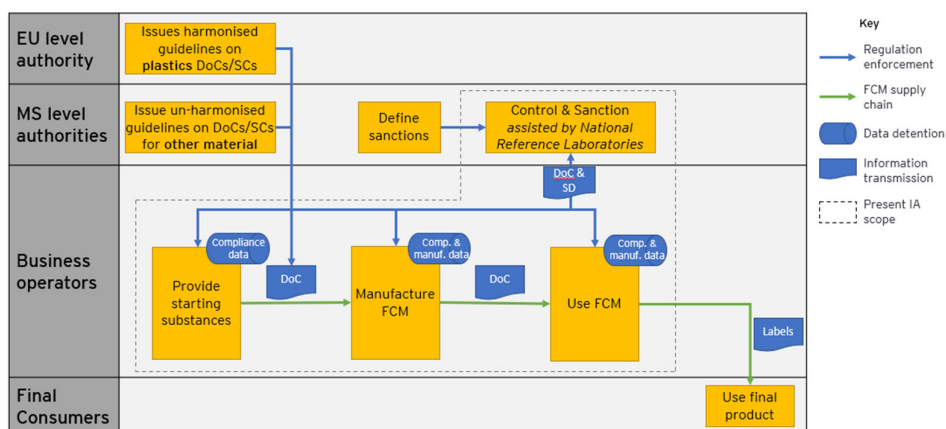 EU level
authority
Issues harmonised
guidelines on
plastics DoCs/SCs
MS level
authorities
Issue un-harmonised
guidelines on DoCs/SCs
for other material
Define
sanctions
Control & Sanction
assisted by National
Reference Laboratories
DoC &
SD
Business
operators
Compliance
data
Provide
starting
substances
DoC
Comp. &
manuf. data
Manufacture
FCM
DoC
Comp. &
manuf. data
Use FCM
Labels
Final
Consumers
Use final
product
Key
Regulation
enforcement
FCM supply
chain
Data detention
Information
transmission
Present IA
scope